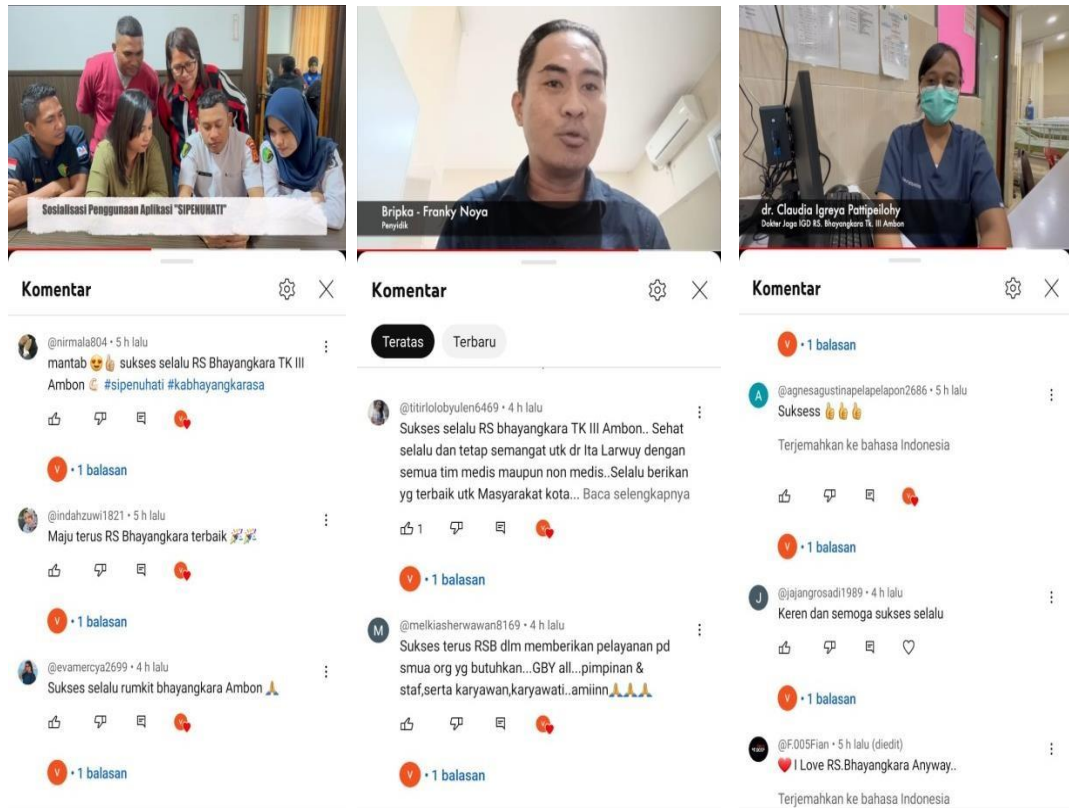 Sosialisasi Penggunaan Aplikasi "SIPENUHATI"
Komentar
@nirmala804 • 5 h lalu
mantab 😍👍🏼 sukses selalu RS Bhayangkara TK III
Ambon 💪🏼 #sipenuhati #kabhayangkarasa
V • 1 balasan
@indahzuwi1821 • 5 h lalu
Maju terus RS Bhayangkara terbaik 🎉🎉
V • 1 balasan
@evamercya2699 • 4 h lalu
Sukses selalu rumkit bhayangkara Ambon 🙏
V • 1 balasan
Bripka - Franky Noya
Penyidik
Komentar
Teratas Terbaru
@titirlolobyulen6469 • 4 h lalu
Sukses selalu RS bhayangkara TK III Ambon.. Sehat
selalu dan tetap semangat utk dr Ita Larwuy dengan
semua tim medis maupun non medis..Selalu berikan
yg terbaik utk Masyarakat kota... Baca selengkapnya
1
V • 1 balasan
M
@melkiasherwawan8169 • 4 h lalu
Sukses terus RSB dlm memberikan pelayanan pd
smua org yg butuhkan...GBY all...pimpinan &
staf,serta karyawan,karyawati..amiinn🙏🙏🙏
V • 1 balasan
dr. Claudia Igreya Pattipeilohy
Dokter Jaga IGD RS. Bhayangkara Tk. III Ambon
Komentar
V • 1 balasan
A
@agnesagustinapelapelapon2686 • 5 h lalu
Suksess 👍👍👍
Terjemahkan ke bahasa Indonesia
V • 1 balasan
J
@jajangrosadi1989 • 4 h lalu
Keren dan semoga sukses selalu
V • 1 balasan
@F.005Fian • 5 h lalu (diedit)
❤️ I Love RS.Bhayangkara Anyway..
Terjemahkan ke bahasa Indonesia